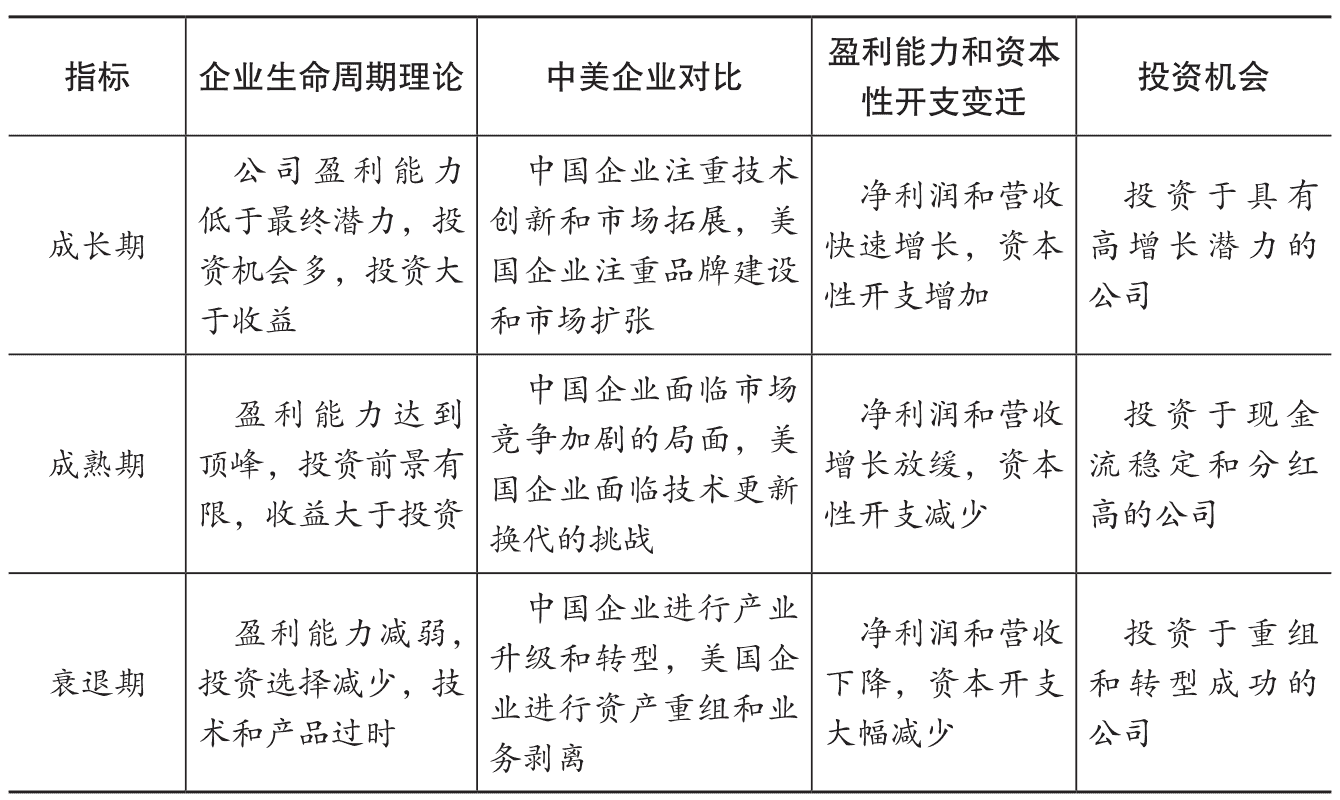 指标
企业生命周期理论
中美企业对比
盈利能力和资本
性开支变迁
投资机会
成长期
公司盈利能力
低于最终潜力，投
资机会多，投资大
于收益
中国企业注重技术
创新和市场拓展，美
国企业注重品牌建设
和市场扩张
净利润和营收
快速增长，资本
性开支增加
投资于具有
高增长潜力的
公司
成熟期
盈利能力达到
顶峰，投资前景有
限，收益大于投资
中国企业面临市场
竞争加剧的局面，美
国企业面临技术更新
换代的挑战
净利润和营收
增长放缓，资本
性开支减少
投资于现金
流稳定和分红
高的公司
衰退期
盈利能力减弱，
投资选择减少，技
术和产品过时
中国企业进行产业
升级和转型，美国企
业进行资产重组和业
务剥离
净利润和营收
下降，资本开支
大幅减少
投资于重组
和转型成功的
公司